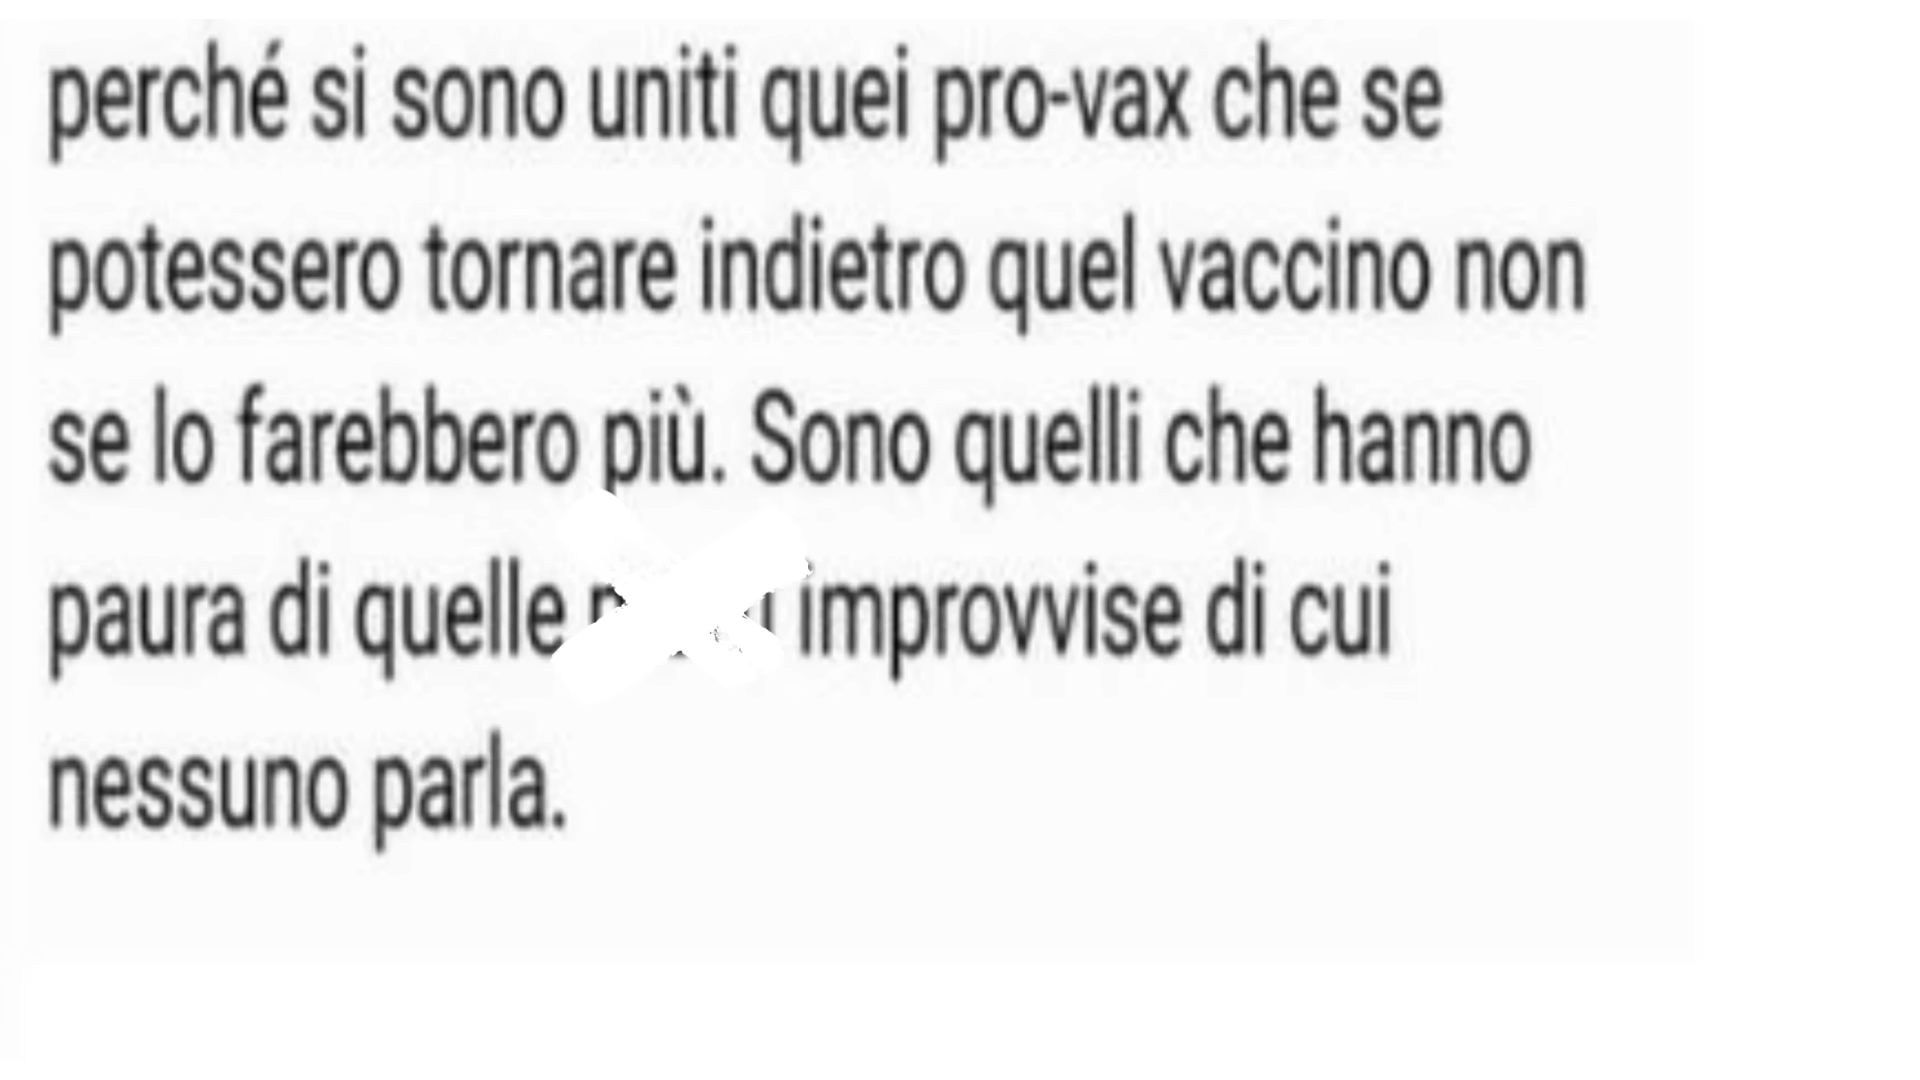 perché si sono uniti quei pro-vax che se
potessero tornare indietro quel vaccino non
se lo farebbero più. Sono quelli che hanno
paura di quelle improvvise di cui
nessuno parla.